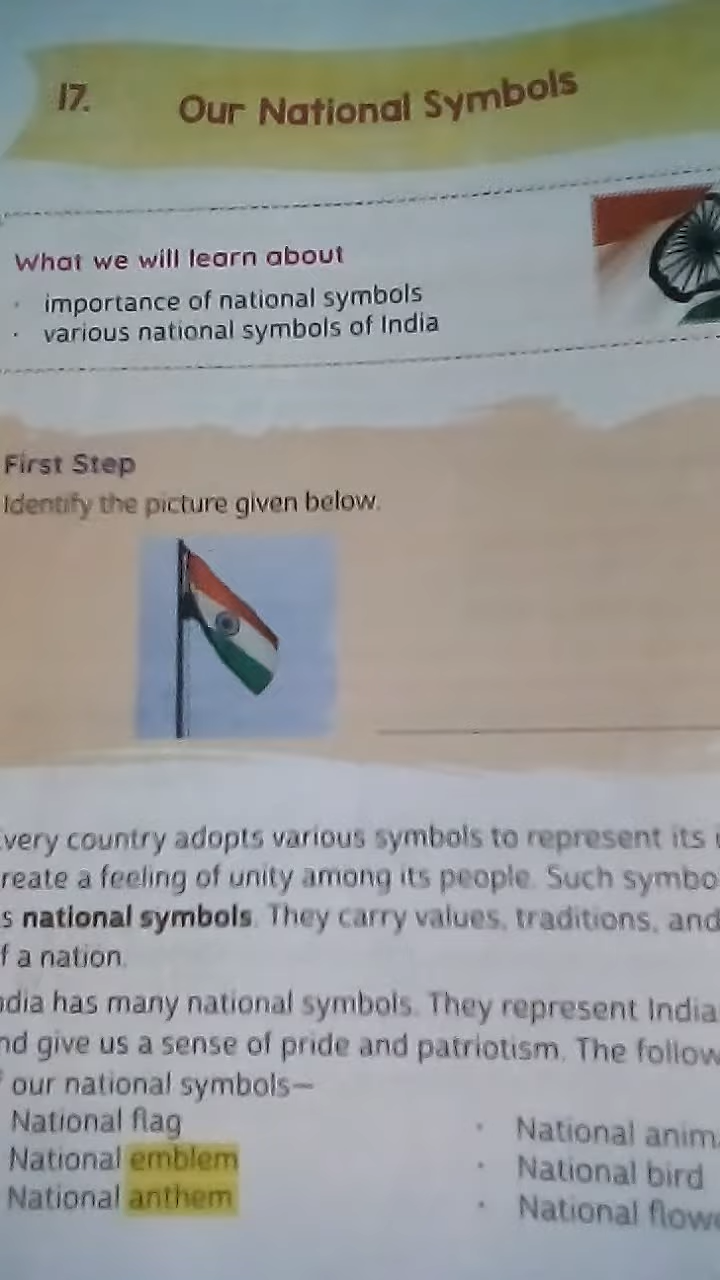 17. Our National Symbols
What we will learn about
· importance of national symbols
· various national symbols of India
First Step
Identify the picture given below.
very country adopts various symbols to represent its
reate a feeling of unity among its people. Such symbo
s national symbols. They carry values, traditions, and
f a nation.
ndia has many national symbols. They represent India
nd give us a sense of pride and patriotism. The follow
our national symbols—
National flag
National emblem
National anthem
· National anima
· National bird
· National flowe